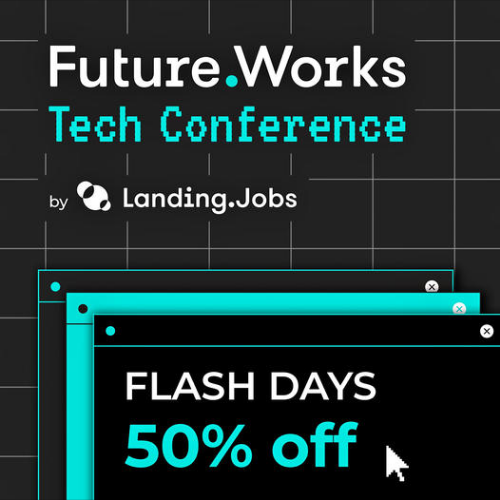 Future.Works
Tech Conference
by Landing.Jobs
FLASH DAYS
50% off